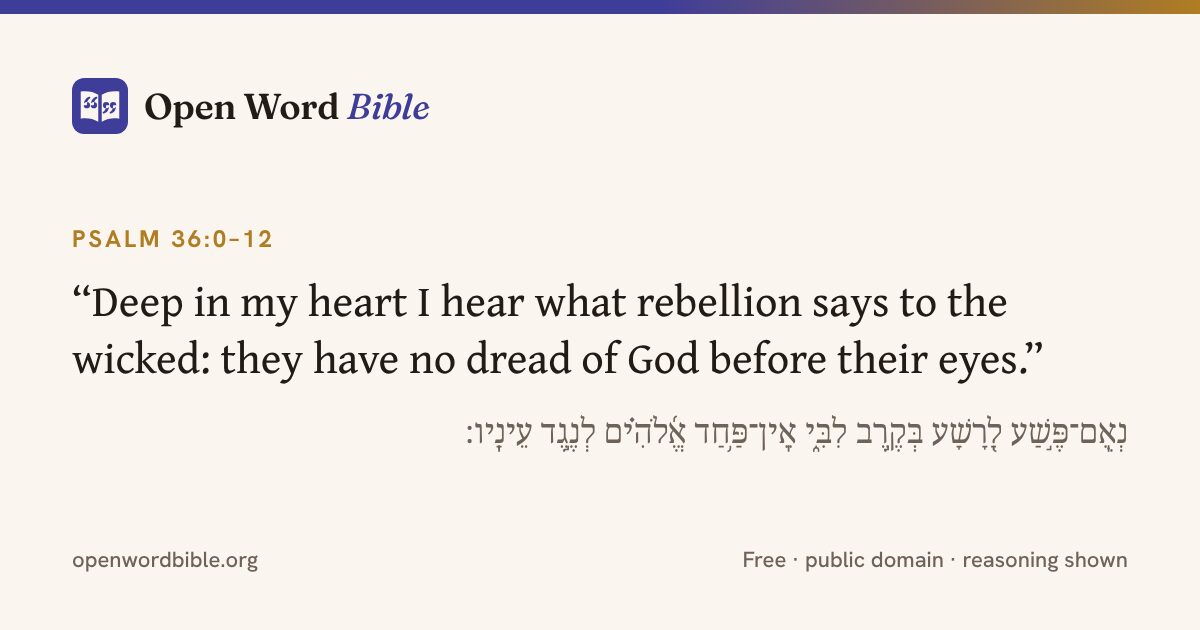 Open Word Bible
PSALM 36:0–12
“Deep in my heart I hear what rebellion says to the
wicked: they have no dread of God before their eyes.”
נְאֻֽם־פֶּ֣שַׁע לָ֭רָשָׁע בְּקֶ֣רֶב לִבִּ֑י אֵֽין־פַּ֥חַד אֱ֝לֹהִ֗ים לְנֶ֣גֶד עֵינָֽיו׃
openwordbible.org
Free · public domain · reasoning shown